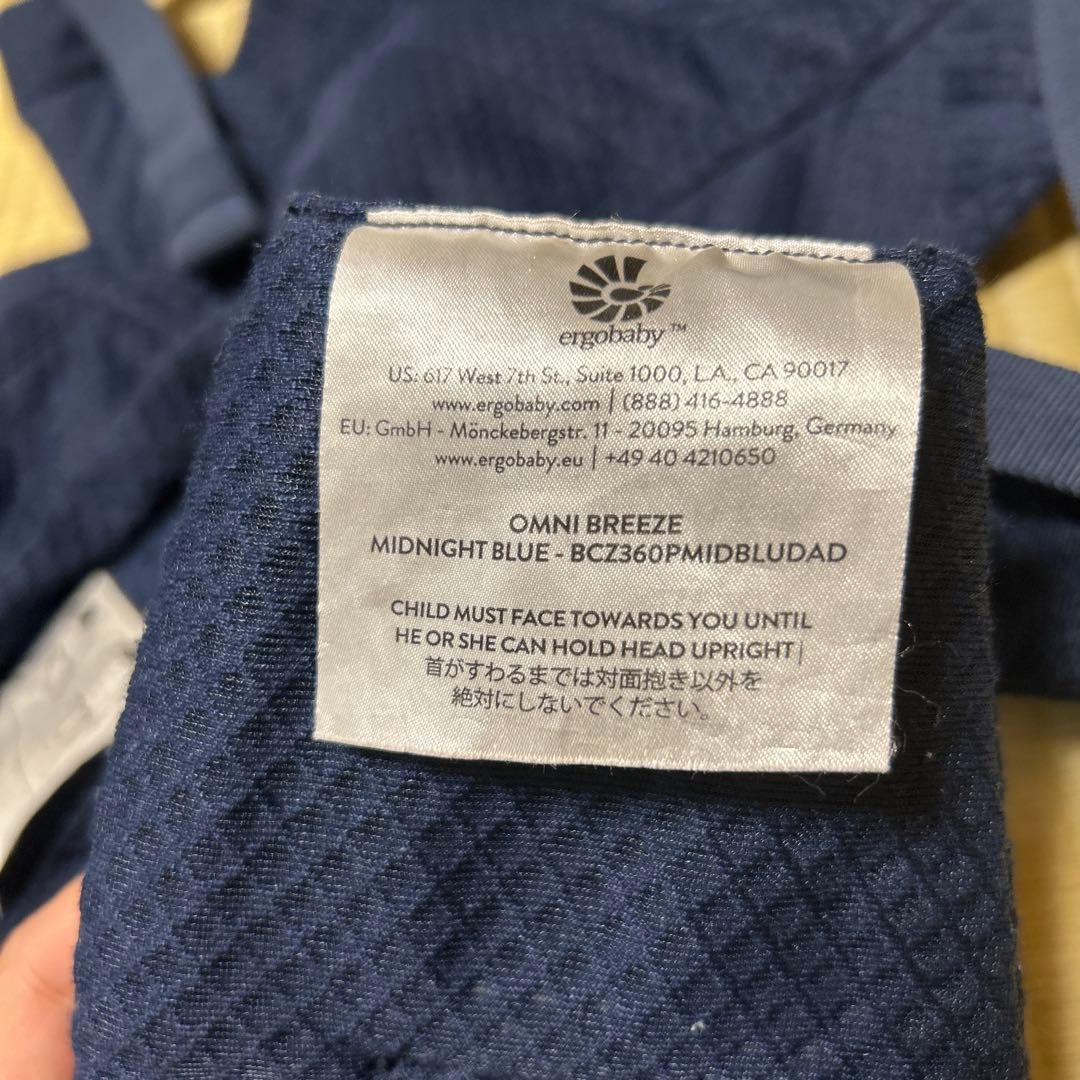 ergobaby™
US: 617 West 7th St., Suite 1000, L.A., CA 90017
www.ergobaby.com | (888) 416-4888
EU: GmbH - Mönckebergstr. 11 - 20095 Hamburg, Germany
www.ergobaby.eu | +49 40 4210650
OMNI BREEZE
MIDNIGHT BLUE - BCZ360PMIDBLUDAD
CHILD MUST FACE TOWARDS YOU UNTIL
HE OR SHE CAN HOLD HEAD UPRIGHT |
首がすわるまでは対面抱き以外を
絶対にしないでください。